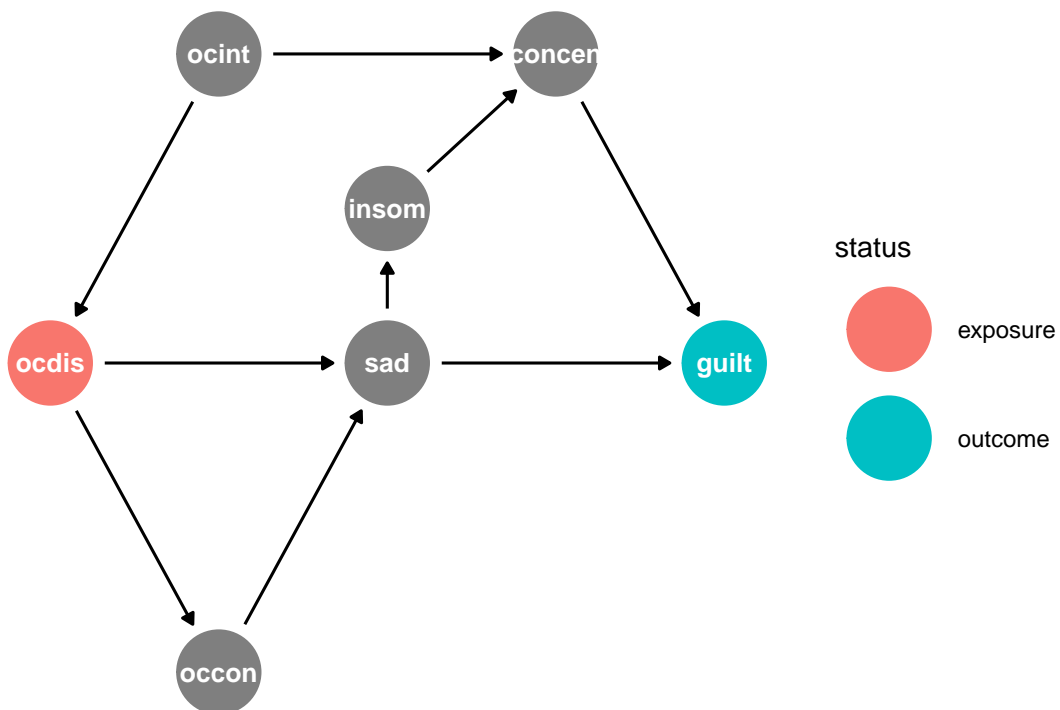 ocint
concen
insom
ocdis
sad
guilt
occon
status
exposure
outcome